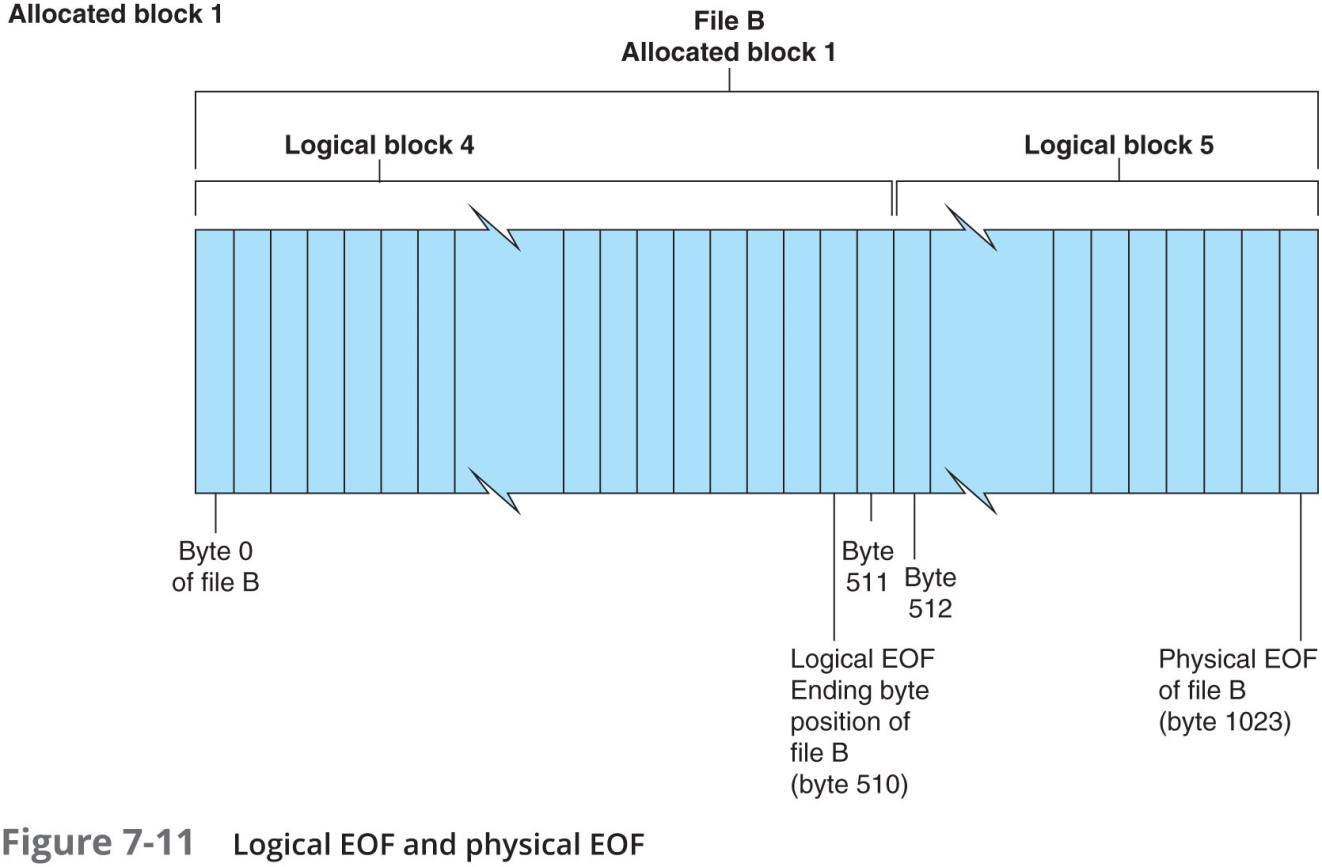 Allocated block 1
File B
Allocated block 1
Logical block 4
Logical block 5
Byte 0
of file B
Byte
511
Byte
512
Logical EOF
Ending byte
position of
file B
(byte 510)
Physical EOF
of file B
(byte 1023)
Figure 7-11 Logical EOF and physical EOF